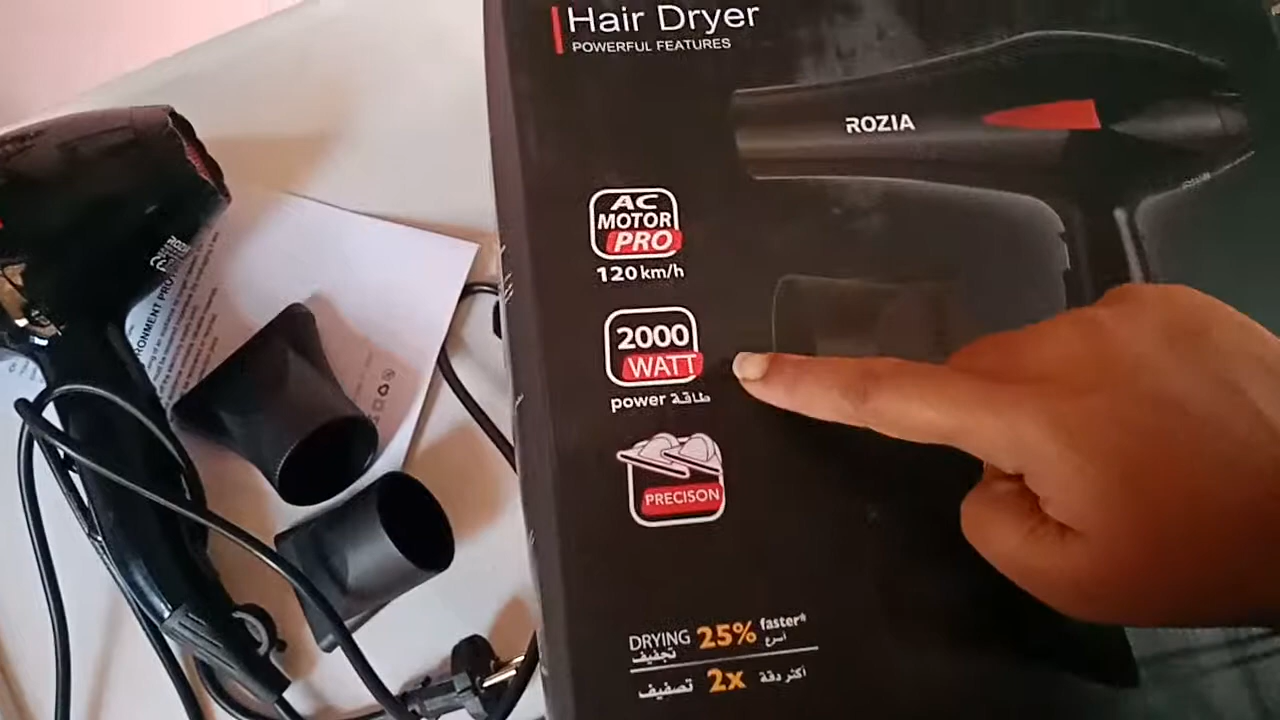 Hair Dryer
POWERFUL FEATURES
ROZIA
AC
MOTOR
PRO
120 km/h
2000
WATT
power طاقة
PRECISON
DRYING 25% faster*
تجفيف أسرع
تصفيف 2x أكثر دقة